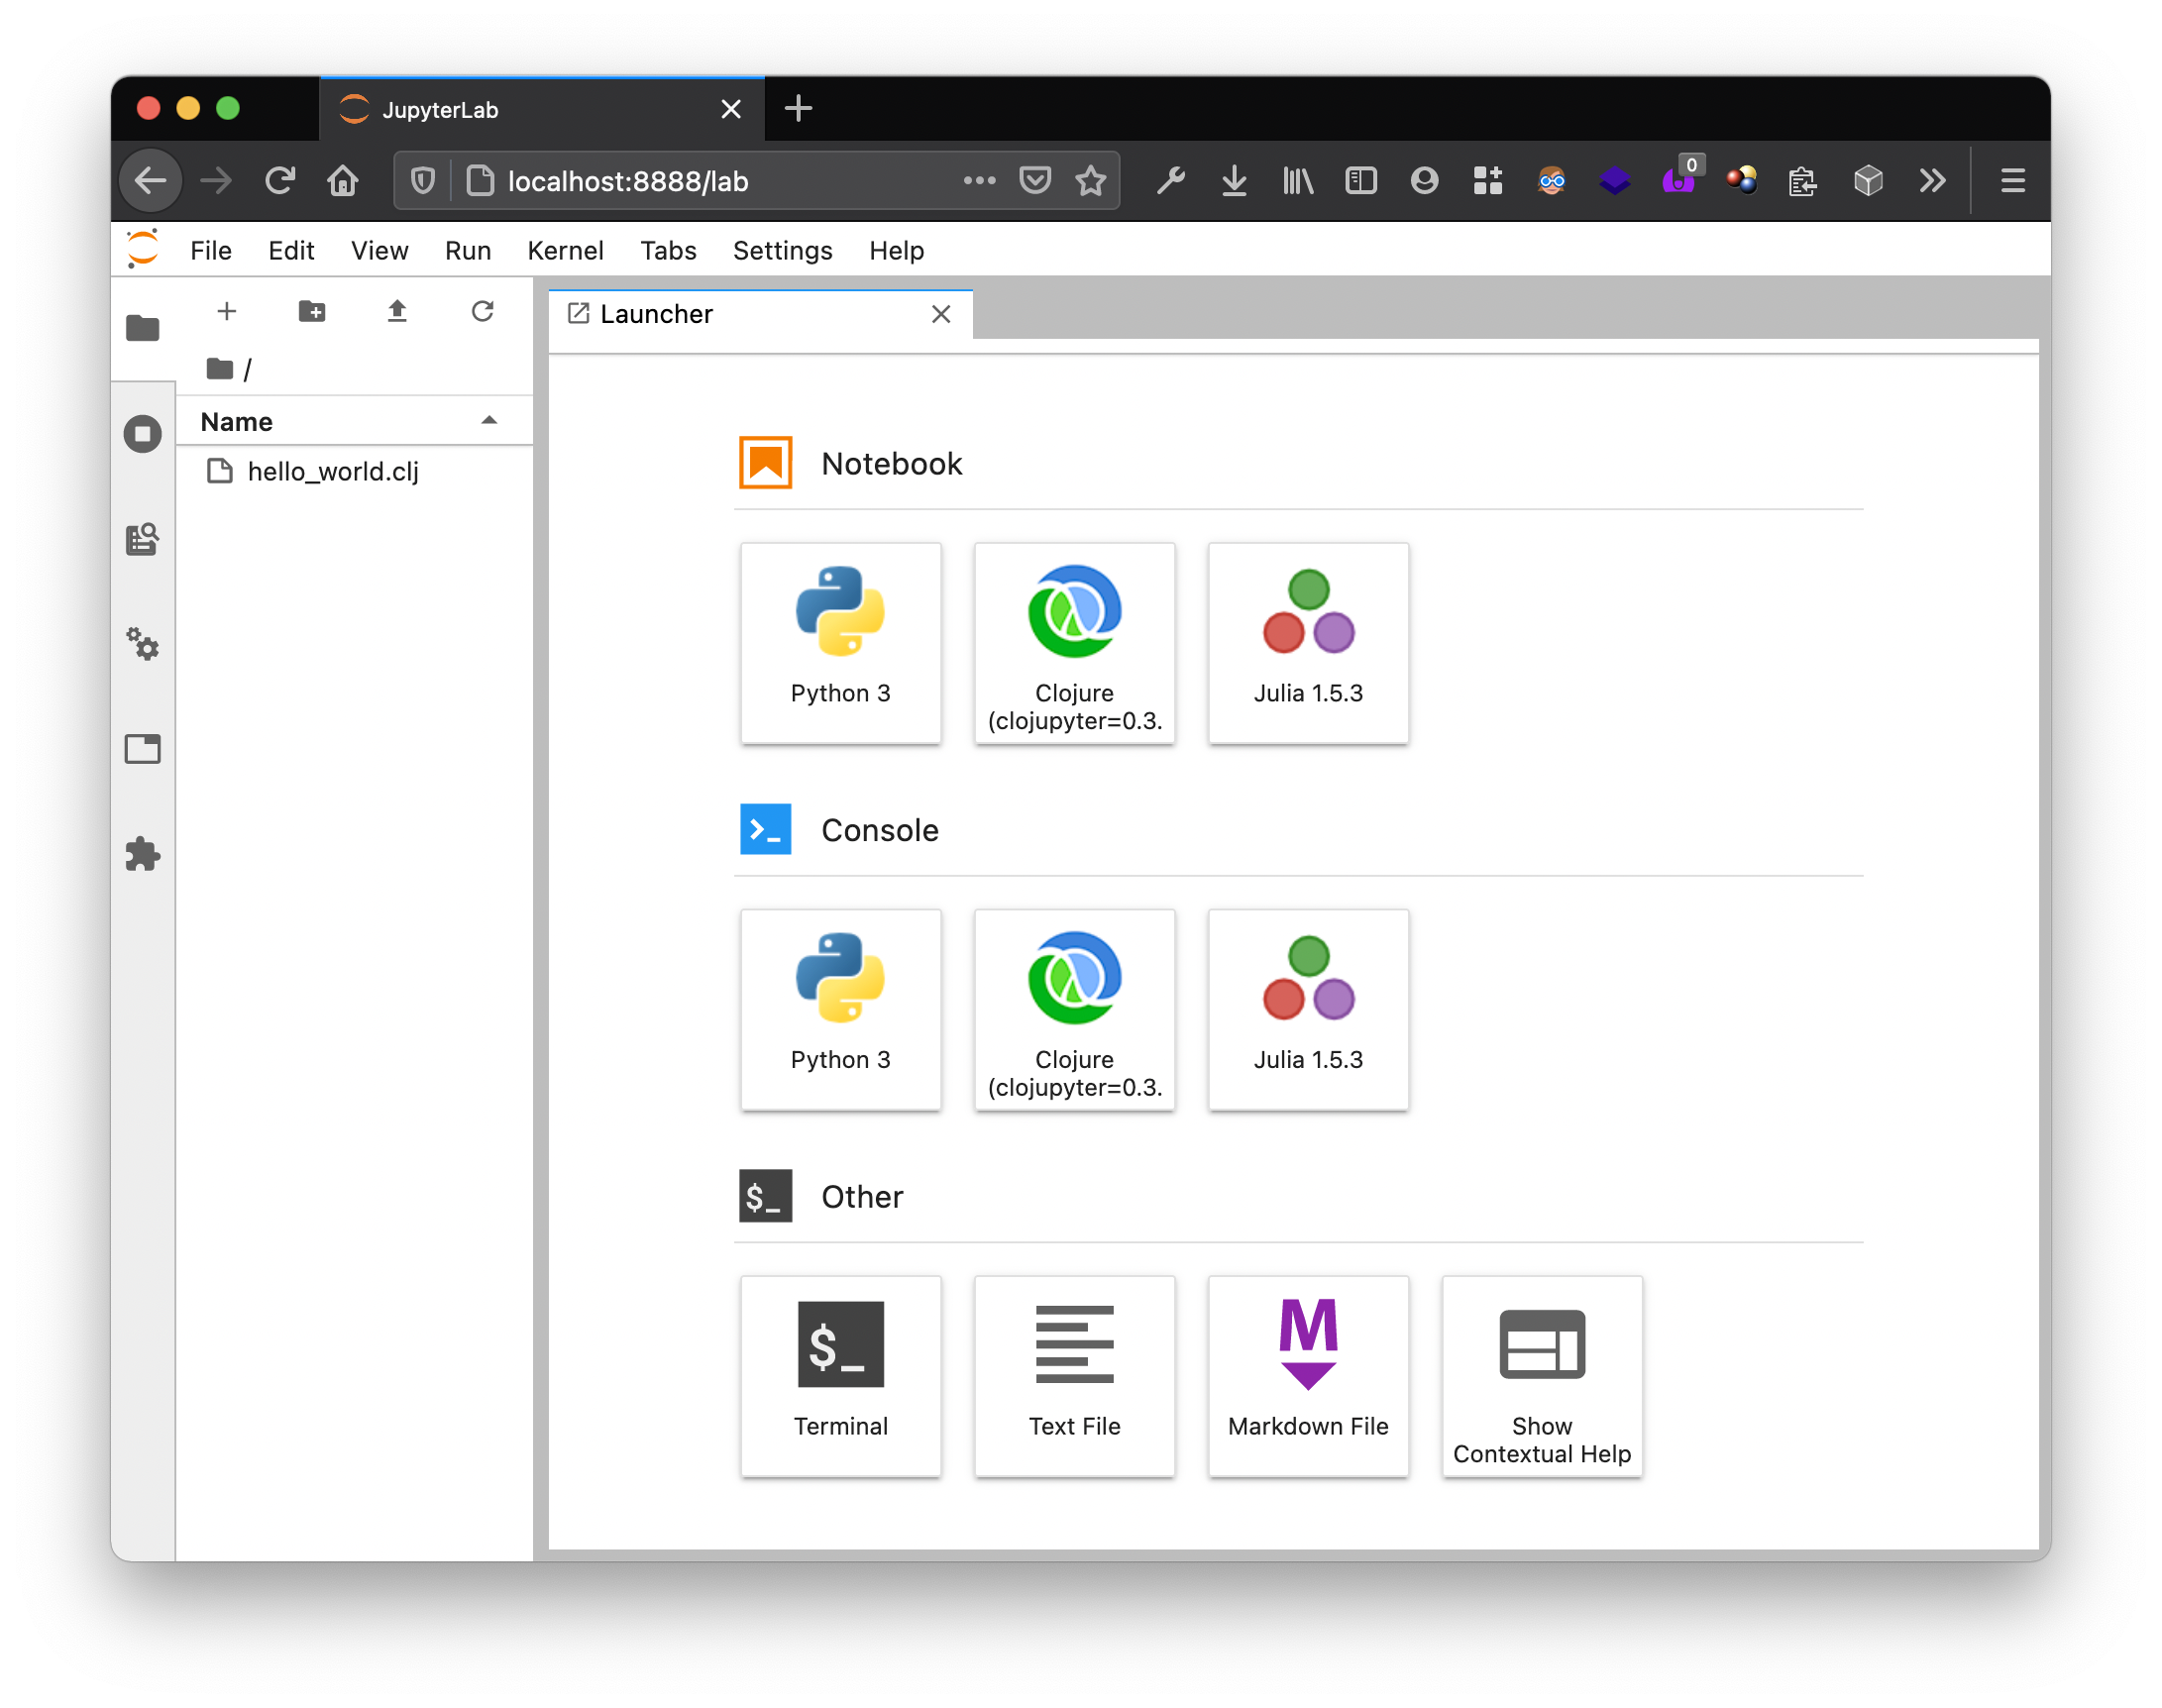 JupyterLab
localhost:8888/lab
0
File Edit View Run Kernel Tabs Settings Help
Launcher
/
Name
hello_world.clj
Notebook
Python 3
Clojure
(clojupyter=0.3.
Julia 1.5.3
Console
Python 3
Clojure
(clojupyter=0.3.
Julia 1.5.3
$_ Other
$_
Terminal
Text File
M
Markdown File
Show
Contextual Help